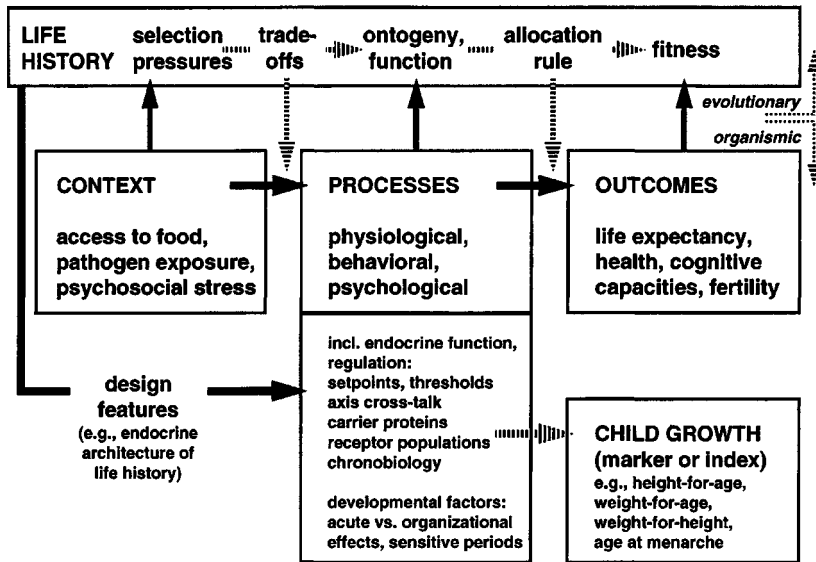 LIFE HISTORY
selection pressures
trade-offs
ontogeny, function
allocation rule
fitness
evolutionary
organismic
CONTEXT
access to food,
pathogen exposure,
psychosocial stress
PROCESSES
physiological,
behavioral,
psychological
OUTCOMES
life expectancy,
health, cognitive
capacities, fertility
design
features
(e.g., endocrine
architecture of
life history)
incl. endocrine function,
regulation:
setpoints, thresholds
axis cross-talk
carrier proteins
receptor populations
chronobiology
developmental factors:
acute vs. organizational
effects, sensitive periods
CHILD GROWTH
(marker or index)
e.g., height-for-age,
weight-for-age,
weight-for-height,
age at menarche